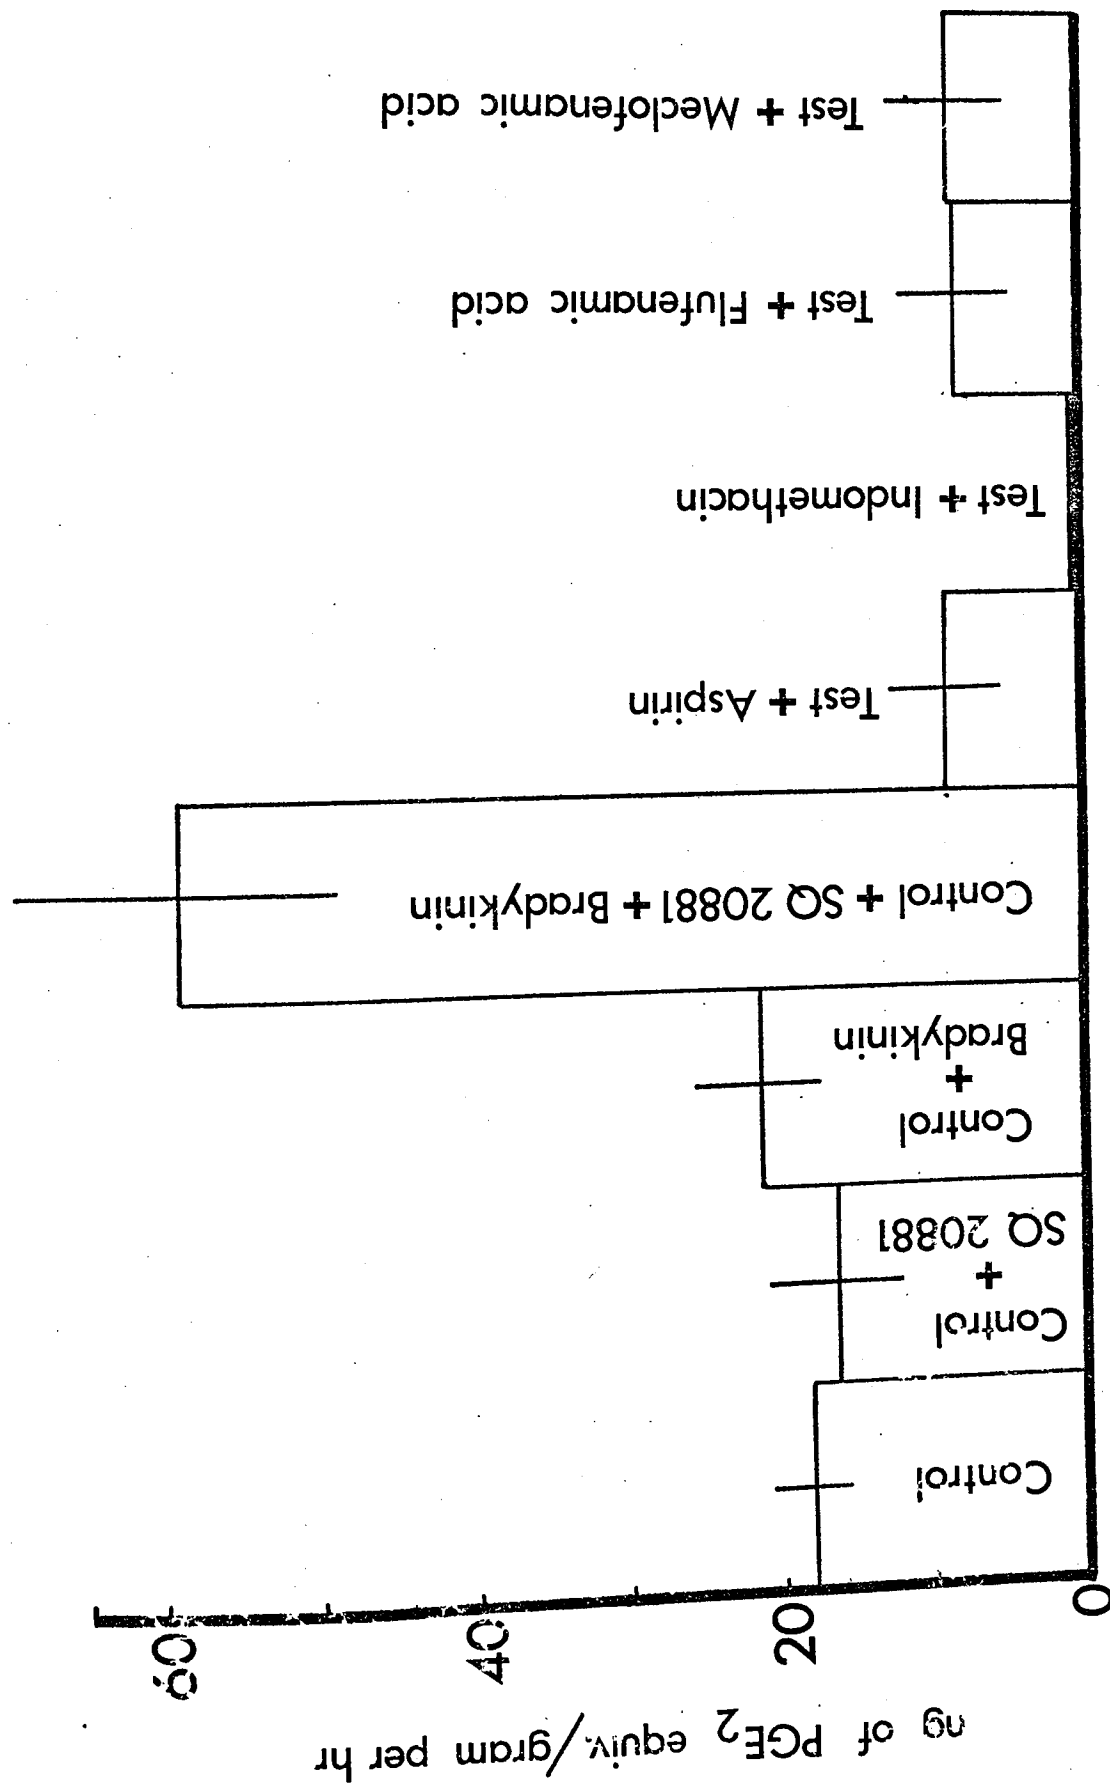 ng of PGE2 equiv./gram per hr
0
20
40
60
Control
Control
+
SQ 20881
Control
+
Bradykinin
Control + SQ 20881 + Bradykinin
Test + Aspirin
Test + Indomethacin
Test + Flufenamic acid
Test + Meclofenamic acid